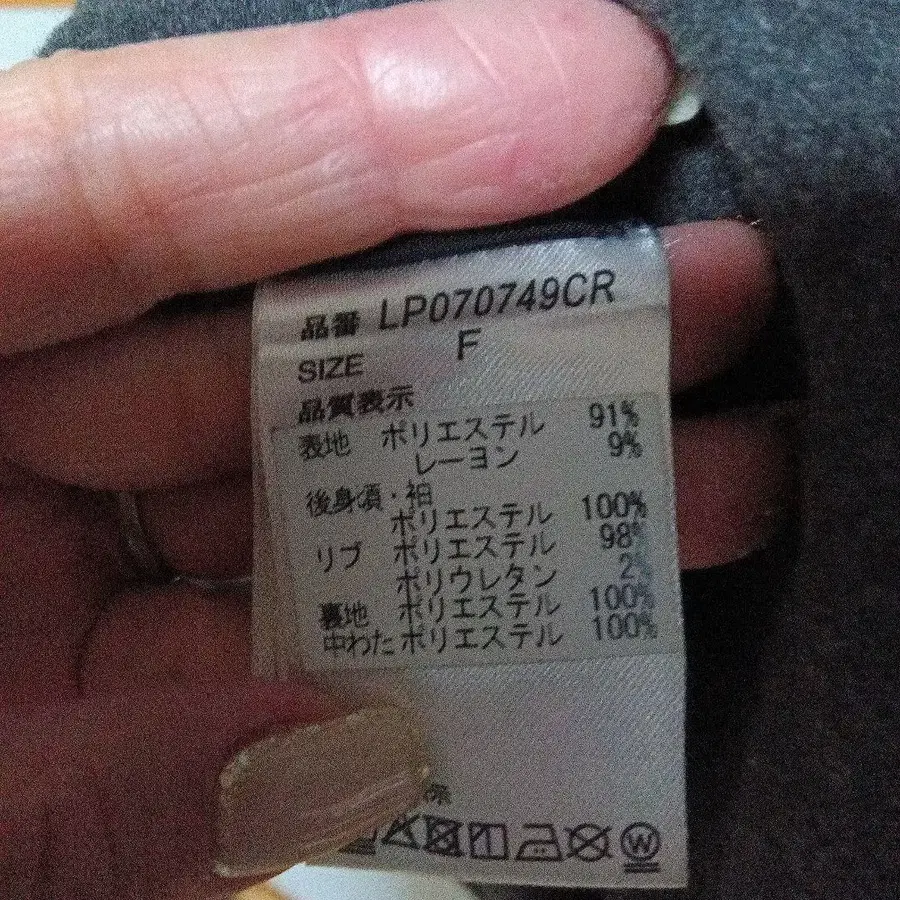 品番 LP070749CR
SIZE F
品質表示
表地 ポリエステル 91%
レーヨン 9%
後身頃・袖
ポリエステル 100%
リブ ポリエステル 98%
ポリウレタン 2%
裏地 ポリエステル 100%
中わた ポリエステル 100%
W